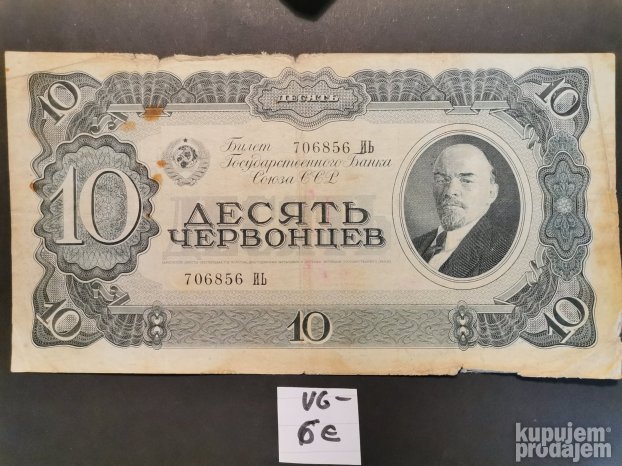 10
ДЕСЯТЬ
10
Билет 706856 ИЬ
Государственного Банка
Союза ССР
10
ДЕСЯТЬ
ЧЕРВОНЦЕВ
706856 ИЬ
10
10
10
VG-
6e
kupujem
prodajem